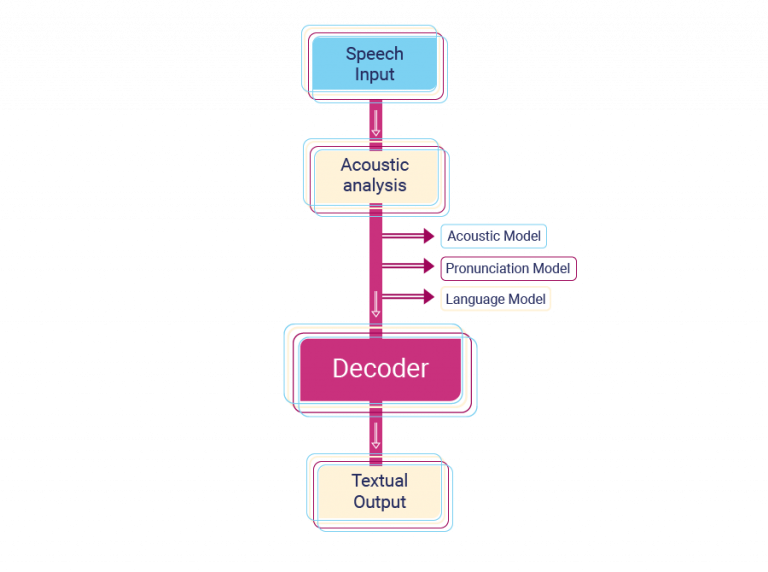 Speech
Input
Acoustic
analysis
Acoustic Model
Pronunciation Model
Language Model
Decoder
Textual
Output